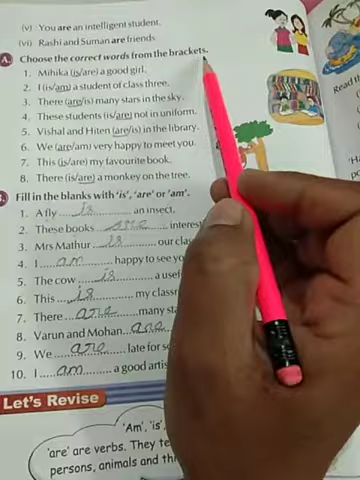 (v) You are an intelligent student.
(vi) Rashi and Suman are friends
A. Choose the correct words from the brackets.
1. Mihika (is/are) a good girl.
2. I (is/am) a student of class three.
3. There (are/is) many stars in the sky.
4. These students (is/are) not in uniform.
5. Vishal and Hiten (are/is) in the library.
6. We (are/am) very happy to meet you.
7. This (is/are) my favourite book.
8. There (is/are) a monkey on the tree.
Fill in the blanks with 'is', 'are' or 'am'.
1. A fly ....is.... an insect.
2. These books ....are.... interest
3. Mrs Mathur ....is.... our clas
4. I ....am.... happy to see yo
5. The cow ....is.... a usef
6. This ....is.... my classr
7. There ....are.... many sta
8. Varun and Mohan ....are....
9. We ....are.... late for s
10. I ....am.... a good artis
Let's Revise
'Am', 'is',
'are' are verbs. They te
persons, animals and th
Read